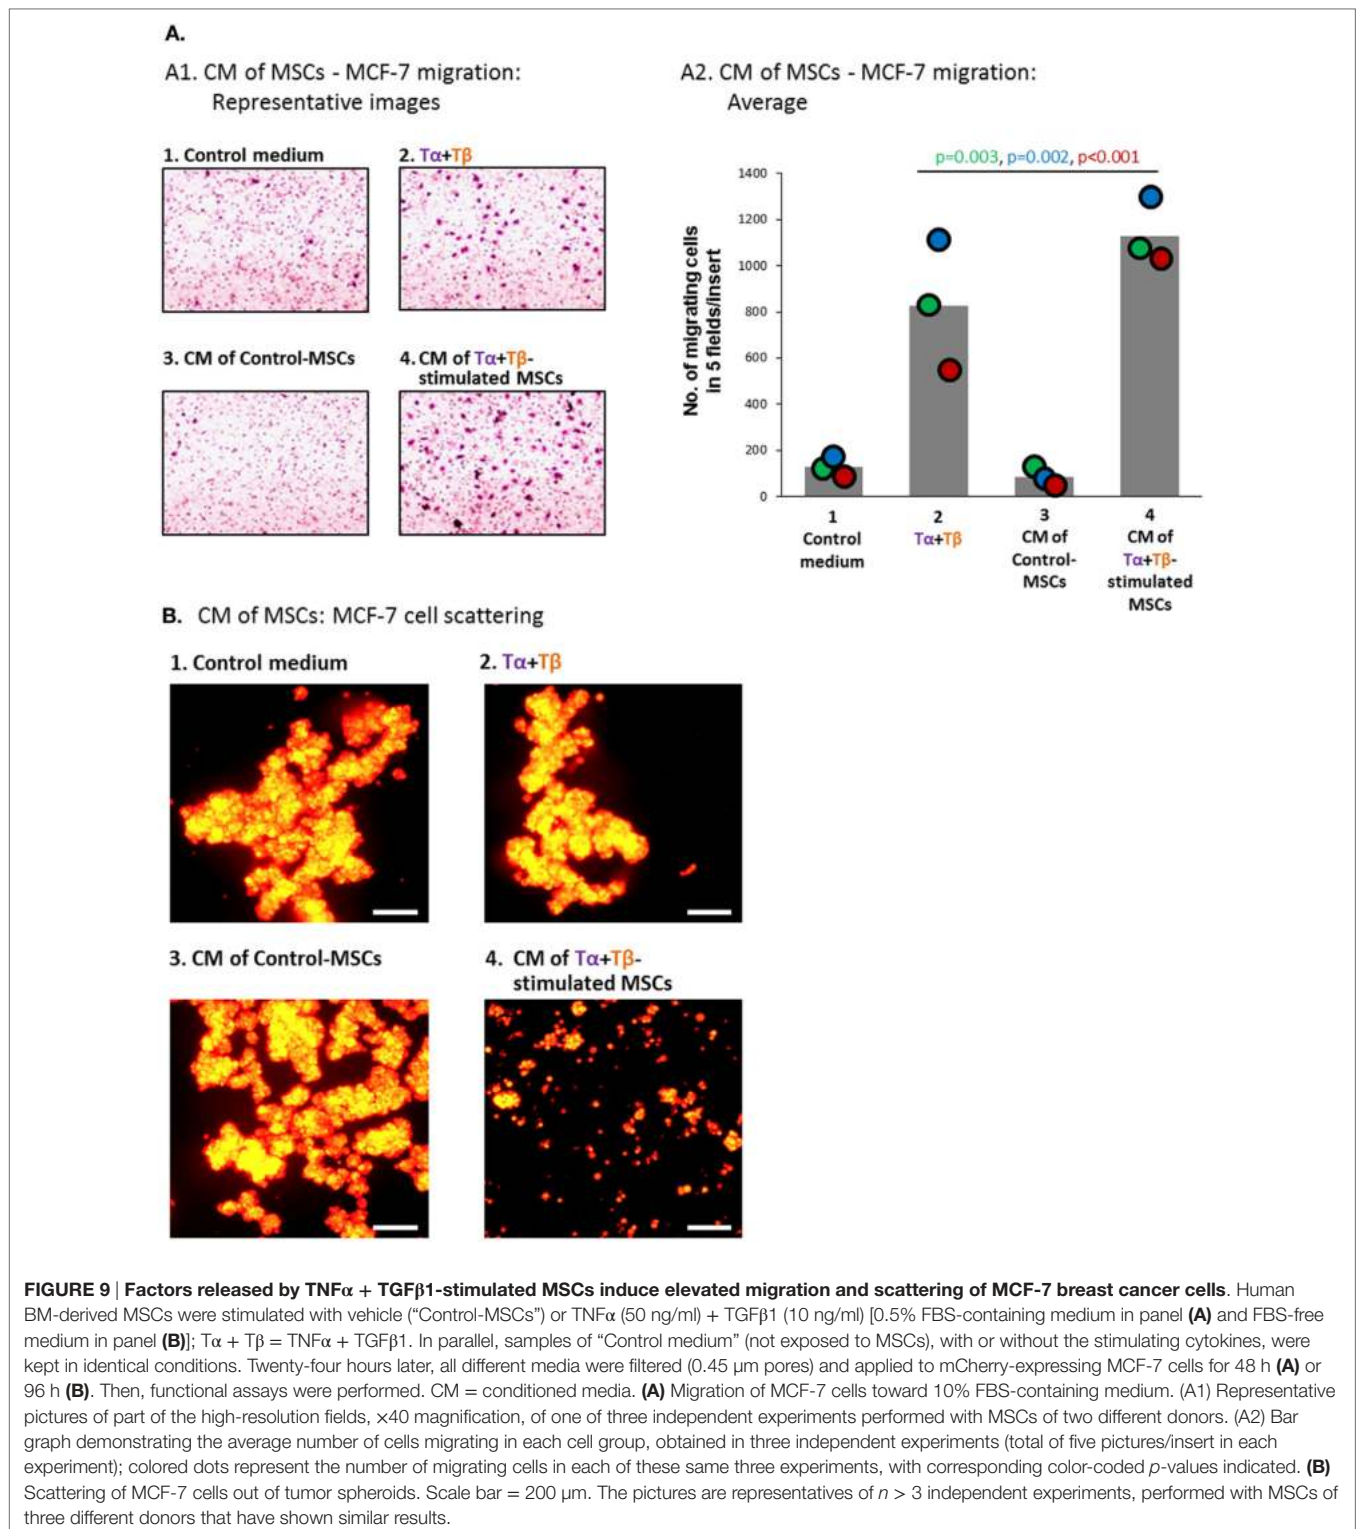 A.
A1. CM of MSCs - MCF-7 migration:
Representative images
1. Control medium
2. Tα+Tβ
3. CM of Control-MSCs
4. CM of Tα+Tβ-
stimulated MSCs
A2. CM of MSCs - MCF-7 migration:
Average
p=0.003, p=0.002, p<0.001
No. of migrating cells
in 5 fields/insert
1400
1200
1000
800
600
400
200
0
1
Control
medium
2
Tα+Tβ
3
CM of
Control-
MSCs
4
CM of
Tα+Tβ-
stimulated
MSCs
B. CM of MSCs: MCF-7 cell scattering
1. Control medium
2. Tα+Tβ
3. CM of Control-MSCs
4. CM of Tα+Tβ-
stimulated MSCs
FIGURE 9 | Factors released by TNFα + TGFβ1-stimulated MSCs induce elevated migration and scattering of MCF-7 breast cancer cells. Human
BM-derived MSCs were stimulated with vehicle (“Control-MSCs”) or TNFα (50 ng/ml) + TGFβ1 (10 ng/ml) [0.5% FBS-containing medium in panel (A) and FBS-free
medium in panel (B)]; Tα + Tβ = TNFα + TGFβ1. In parallel, samples of “Control medium” (not exposed to MSCs), with or without the stimulating cytokines, were
kept in identical conditions. Twenty-four hours later, all different media were filtered (0.45 µm pores) and applied to mCherry-expressing MCF-7 cells for 48 h (A) or
96 h (B). Then, functional assays were performed. CM = conditioned media. (A) Migration of MCF-7 cells toward 10% FBS-containing medium. (A1) Representative
pictures of part of the high-resolution fields, ×40 magnification, of one of three independent experiments performed with MSCs of two different donors. (A2) Bar
graph demonstrating the average number of cells migrating in each cell group, obtained in three independent experiments (total of five pictures/insert in each
experiment); colored dots represent the number of migrating cells in each of these same three experiments, with corresponding color-coded p-values indicated. (B)
Scattering of MCF-7 cells out of tumor spheroids. Scale bar = 200 µm. The pictures are representatives of n > 3 independent experiments, performed with MSCs of
three different donors that have shown similar results.